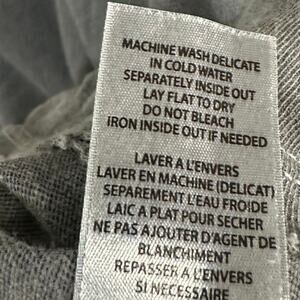 MACHINE WASH DELICATE
IN COLD WATER
SEPARATELY INSIDE OUT
LAY FLAT TO DRY
DO NOT BLEACH
IRON INSIDE OUT IF NEEDED
LAVER A L'ENVERS
LAVER EN MACHINE (DELICAT)
SEPAREMENT L'EAU FROIDE
LAIC A PLAT POUR SECHER
NE PAS AJOUTER D'AGENT DE
BLANCHIMENT
REPASSER A L'ENVERS
SI NECESSAIRE